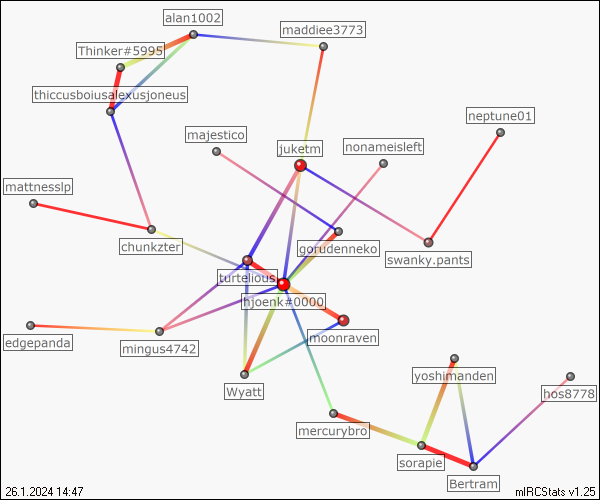 alan1002
maddiee3773
Thinker#5995
thiccusboiusalexusjoneus
neptune01
majestico
juketm
nonameisleft
mattnesslp
chunkzter
gorudenneko
swanky.pants
turtelious
hjoenk#0000
moonraven
edgepanda
mingus4742
yoshimanden
Wyatt
hos8778
mercurybro
sorapie
Bertram
26.1.2024 14:47
mIRCStats v1.25